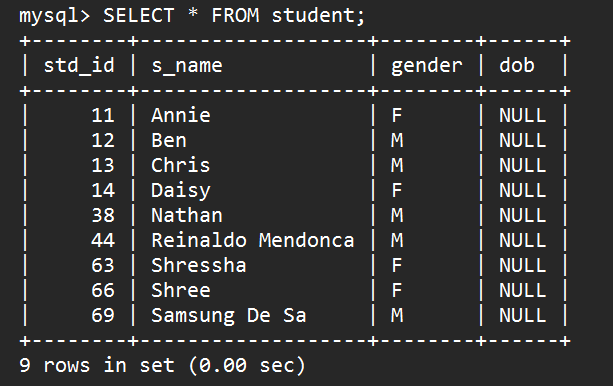 mysql> SELECT * FROM student;
+--------+-------------------+--------+------+
| std_id | s_name            | gender | dob  |
+--------+-------------------+--------+------+
|     11 | Annie             | F      | NULL |
|     12 | Ben               | M      | NULL |
|     13 | Chris             | M      | NULL |
|     14 | Daisy             | F      | NULL |
|     38 | Nathan            | M      | NULL |
|     44 | Reinaldo Mendonca | M      | NULL |
|     63 | Shressha          | F      | NULL |
|     66 | Shree             | F      | NULL |
|     69 | Samsung De Sa     | M      | NULL |
+--------+-------------------+--------+------+
9 rows in set (0.00 sec)